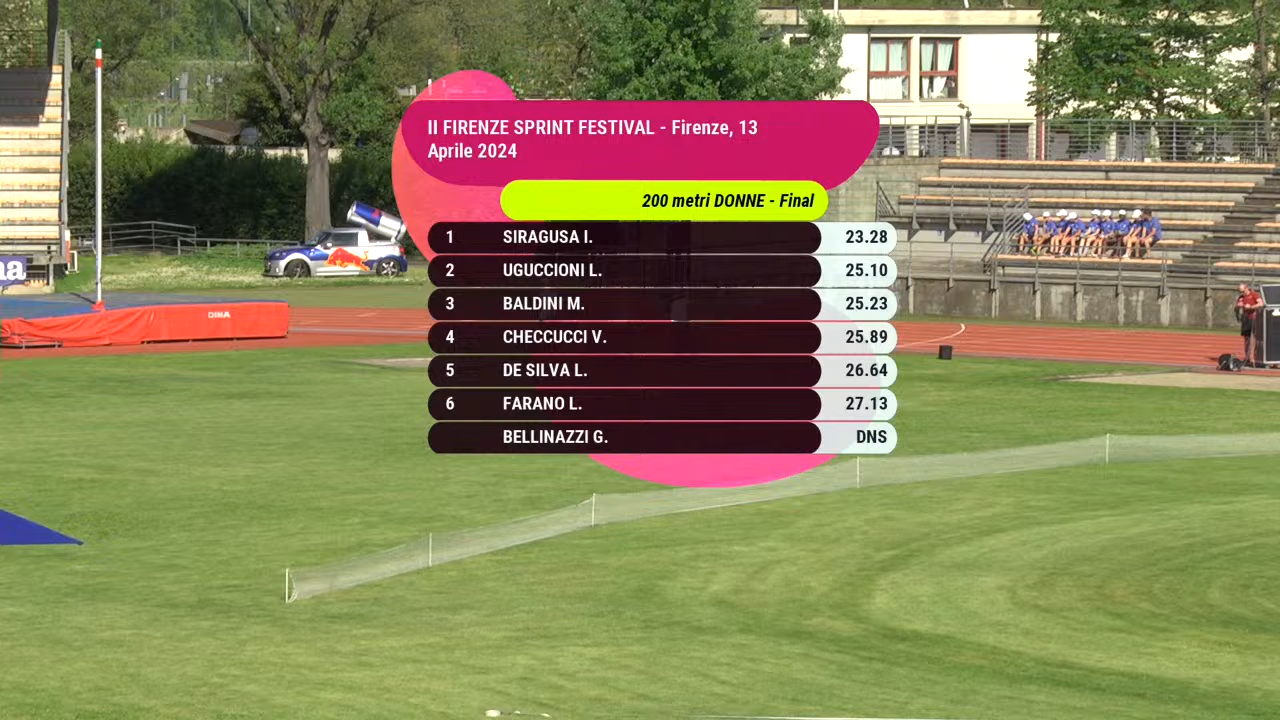 II FIRENZE SPRINT FESTIVAL - Firenze, 13
Aprile 2024
200 metri DONNE - Final
1 SIRAGUSA I. 23.28
2 UGUCCIONI L. 25.10
3 BALDINI M. 25.23
4 CHECCUCCI V. 25.89
5 DE SILVA L. 26.64
6 FARANO L. 27.13
BELLINAZZI G. DNS
DIMA